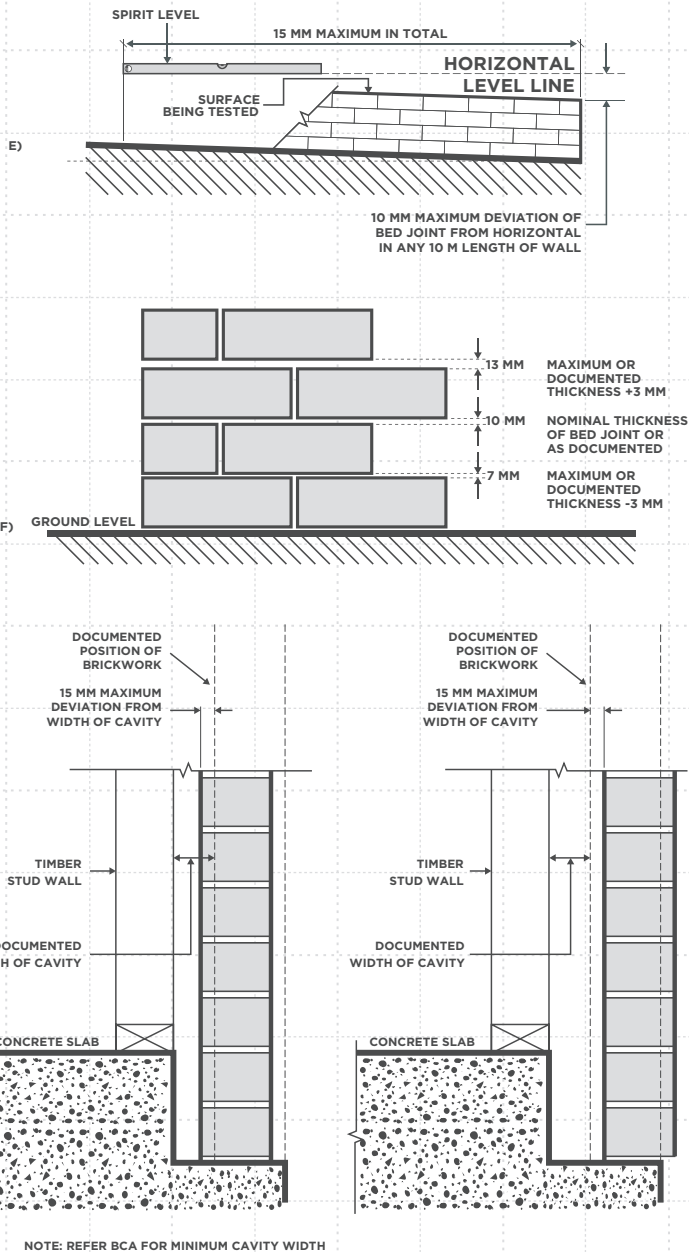 SPIRIT LEVEL
15 MM MAXIMUM IN TOTAL
HORIZONTAL
LEVEL LINE
SURFACE
BEING TESTED
E)
10 MM MAXIMUM DEVIATION OF
BED JOINT FROM HORIZONTAL
IN ANY 10 M LENGTH OF WALL
13 MM
MAXIMUM OR
DOCUMENTED
THICKNESS +3 MM
10 MM
NOMINAL THICKNESS
OF BED JOINT OR
AS DOCUMENTED
7 MM
MAXIMUM OR
DOCUMENTED
THICKNESS -3 MM
F)
GROUND LEVEL
DOCUMENTED
POSITION OF
BRICKWORK
15 MM MAXIMUM
DEVIATION FROM
WIDTH OF CAVITY
TIMBER
STUD WALL
DOCUMENTED
H OF CAVITY
CONCRETE SLAB
DOCUMENTED
POSITION OF
BRICKWORK
15 MM MAXIMUM
DEVIATION FROM
WIDTH OF CAVITY
TIMBER
STUD WALL
DOCUMENTED
WIDTH OF CAVITY
CONCRETE SLAB
NOTE: REFER BCA FOR MINIMUM CAVITY WIDTH